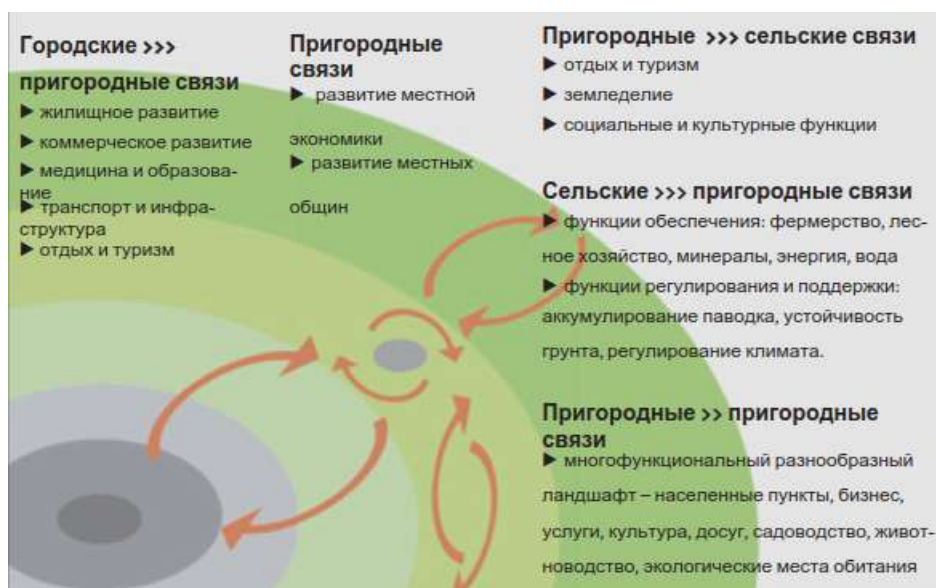 Городские >>>
пригородные связи
► жилищное развитие
► коммерческое развитие
► медицина и образова-
ние
► транспорт и инфра-
структура
► отдых и туризм
Пригородные
связи
► развитие местной
экономики
► развитие местных
общин
Пригородные >>> сельские связи
► отдых и туризм
► земледелие
► социальные и культурные функции
Сельские >>> пригородные связи
► функции обеспечения: фермерство, лес-
ное хозяйство, минералы, энергия, вода
► функции регулирования и поддержки:
аккумулирование паводка, устойчивость
грунта, регулирование климата.
Пригородные >> пригородные
связи
► многофункциональный разнообразный
ландшафт – населенные пункты, бизнес,
услуги, культура, досуг, садоводство, живот-
новодство, экологические места обитания